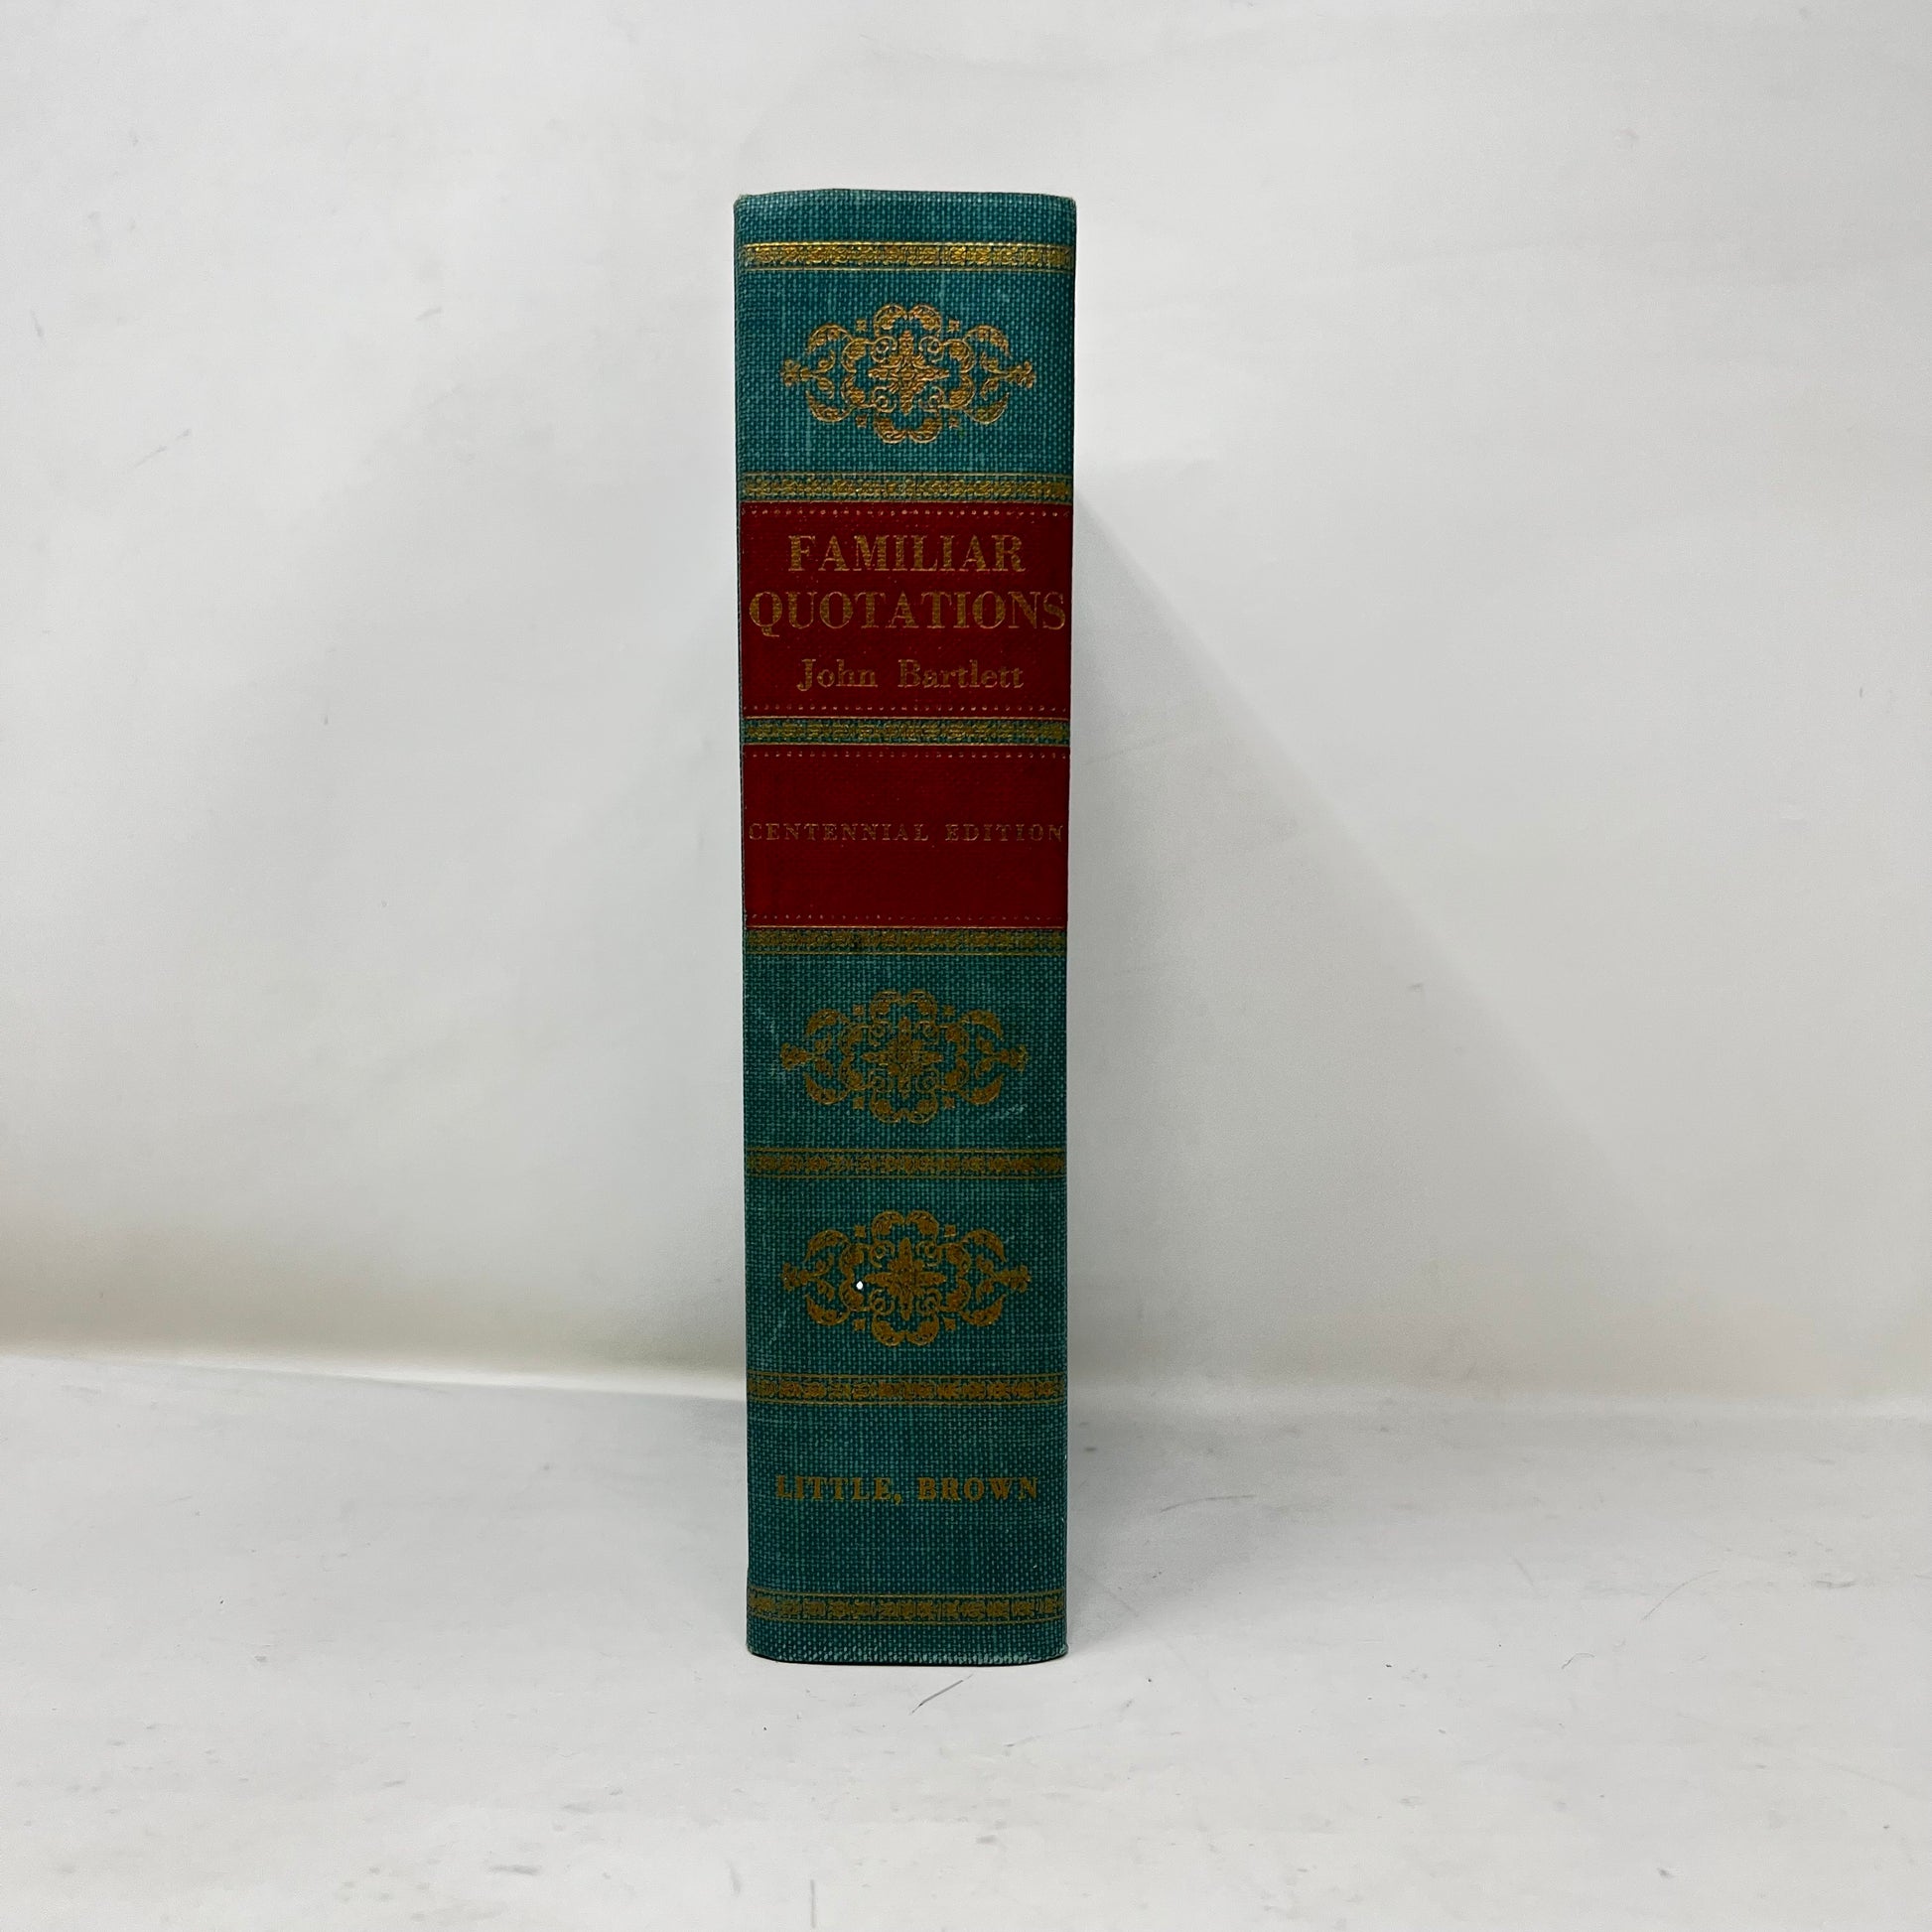 FAMILIAR
QUOTATIONS
John Bartlett
CENTENNIAL EDITION
LITTLE, BROWN